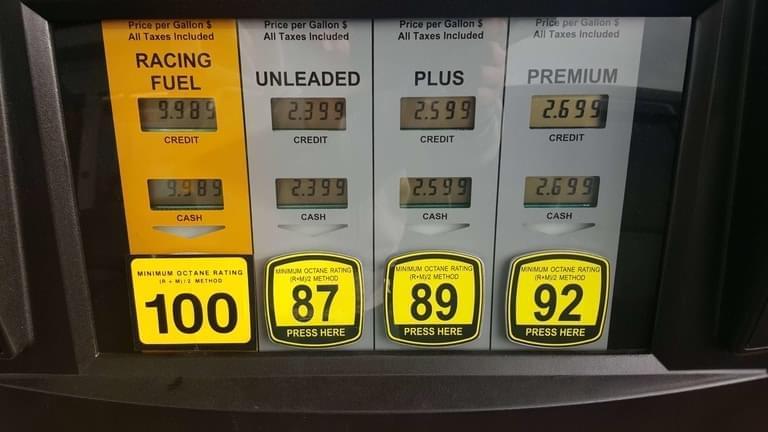 Price per Gallon $
All Taxes Included
RACING
FUEL
9.989
CREDIT
9.989
CASH
MINIMUM OCTANE RATING
(R + M) / 2 METHOD
100
Price per Gallon $
All Taxes Included
UNLEADED
2.399
CREDIT
2.399
CASH
MINIMUM OCTANE RATING
(R+M)/2 METHOD
87
PRESS HERE
Price per Gallon $
All Taxes Included
PLUS
2.599
CREDIT
2.599
CASH
MINIMUM OCTANE RATING
(R+M)/2 METHOD
89
PRESS HERE
Price per Gallon $
All Taxes Included
PREMIUM
2.699
CREDIT
2.699
CASH
MINIMUM OCTANE RATING
(R+M)/2 METHOD
92
PRESS HERE